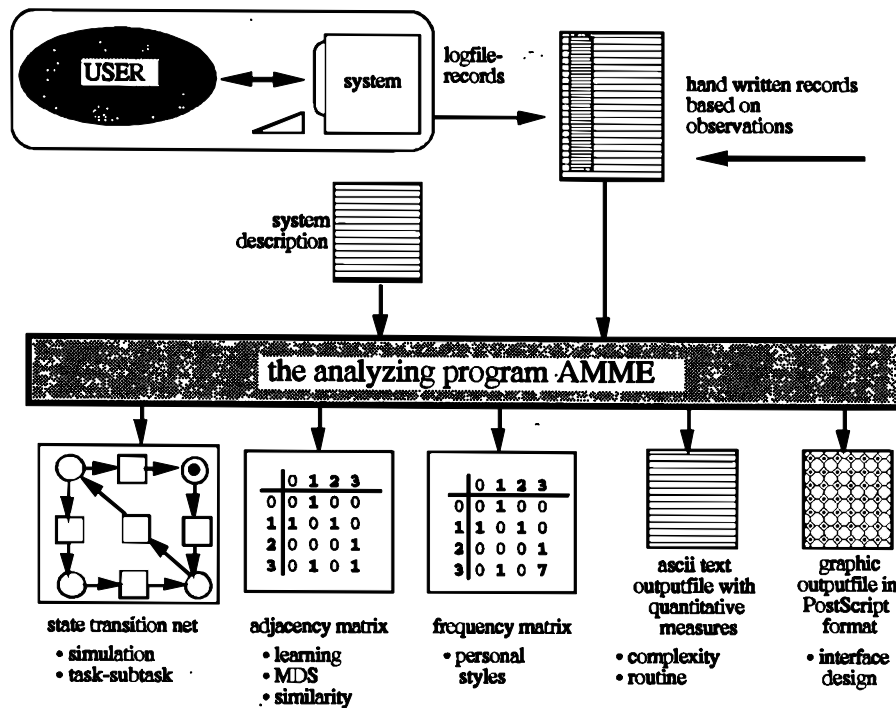 USER
system
logfile-
records
hand written records
based on
observations
system
description
the analyzing program AMME
0 1 2 3
0 0 1 0 0
1 1 0 1 0
2 0 0 0 1
3 0 1 0 1
0 1 2 3
0 0 1 0 0
1 1 0 1 0
2 0 0 0 1
3 0 1 0 7
state transition net
• simulation
• task-subtask
adjacency matrix
• learning
• MDS
• similarity
frequency matrix
• personal
styles
ascii text
outputfile with
quantitative
measures
• complexity
• routine
graphic
outputfile in
PostScript
format
• interface
design